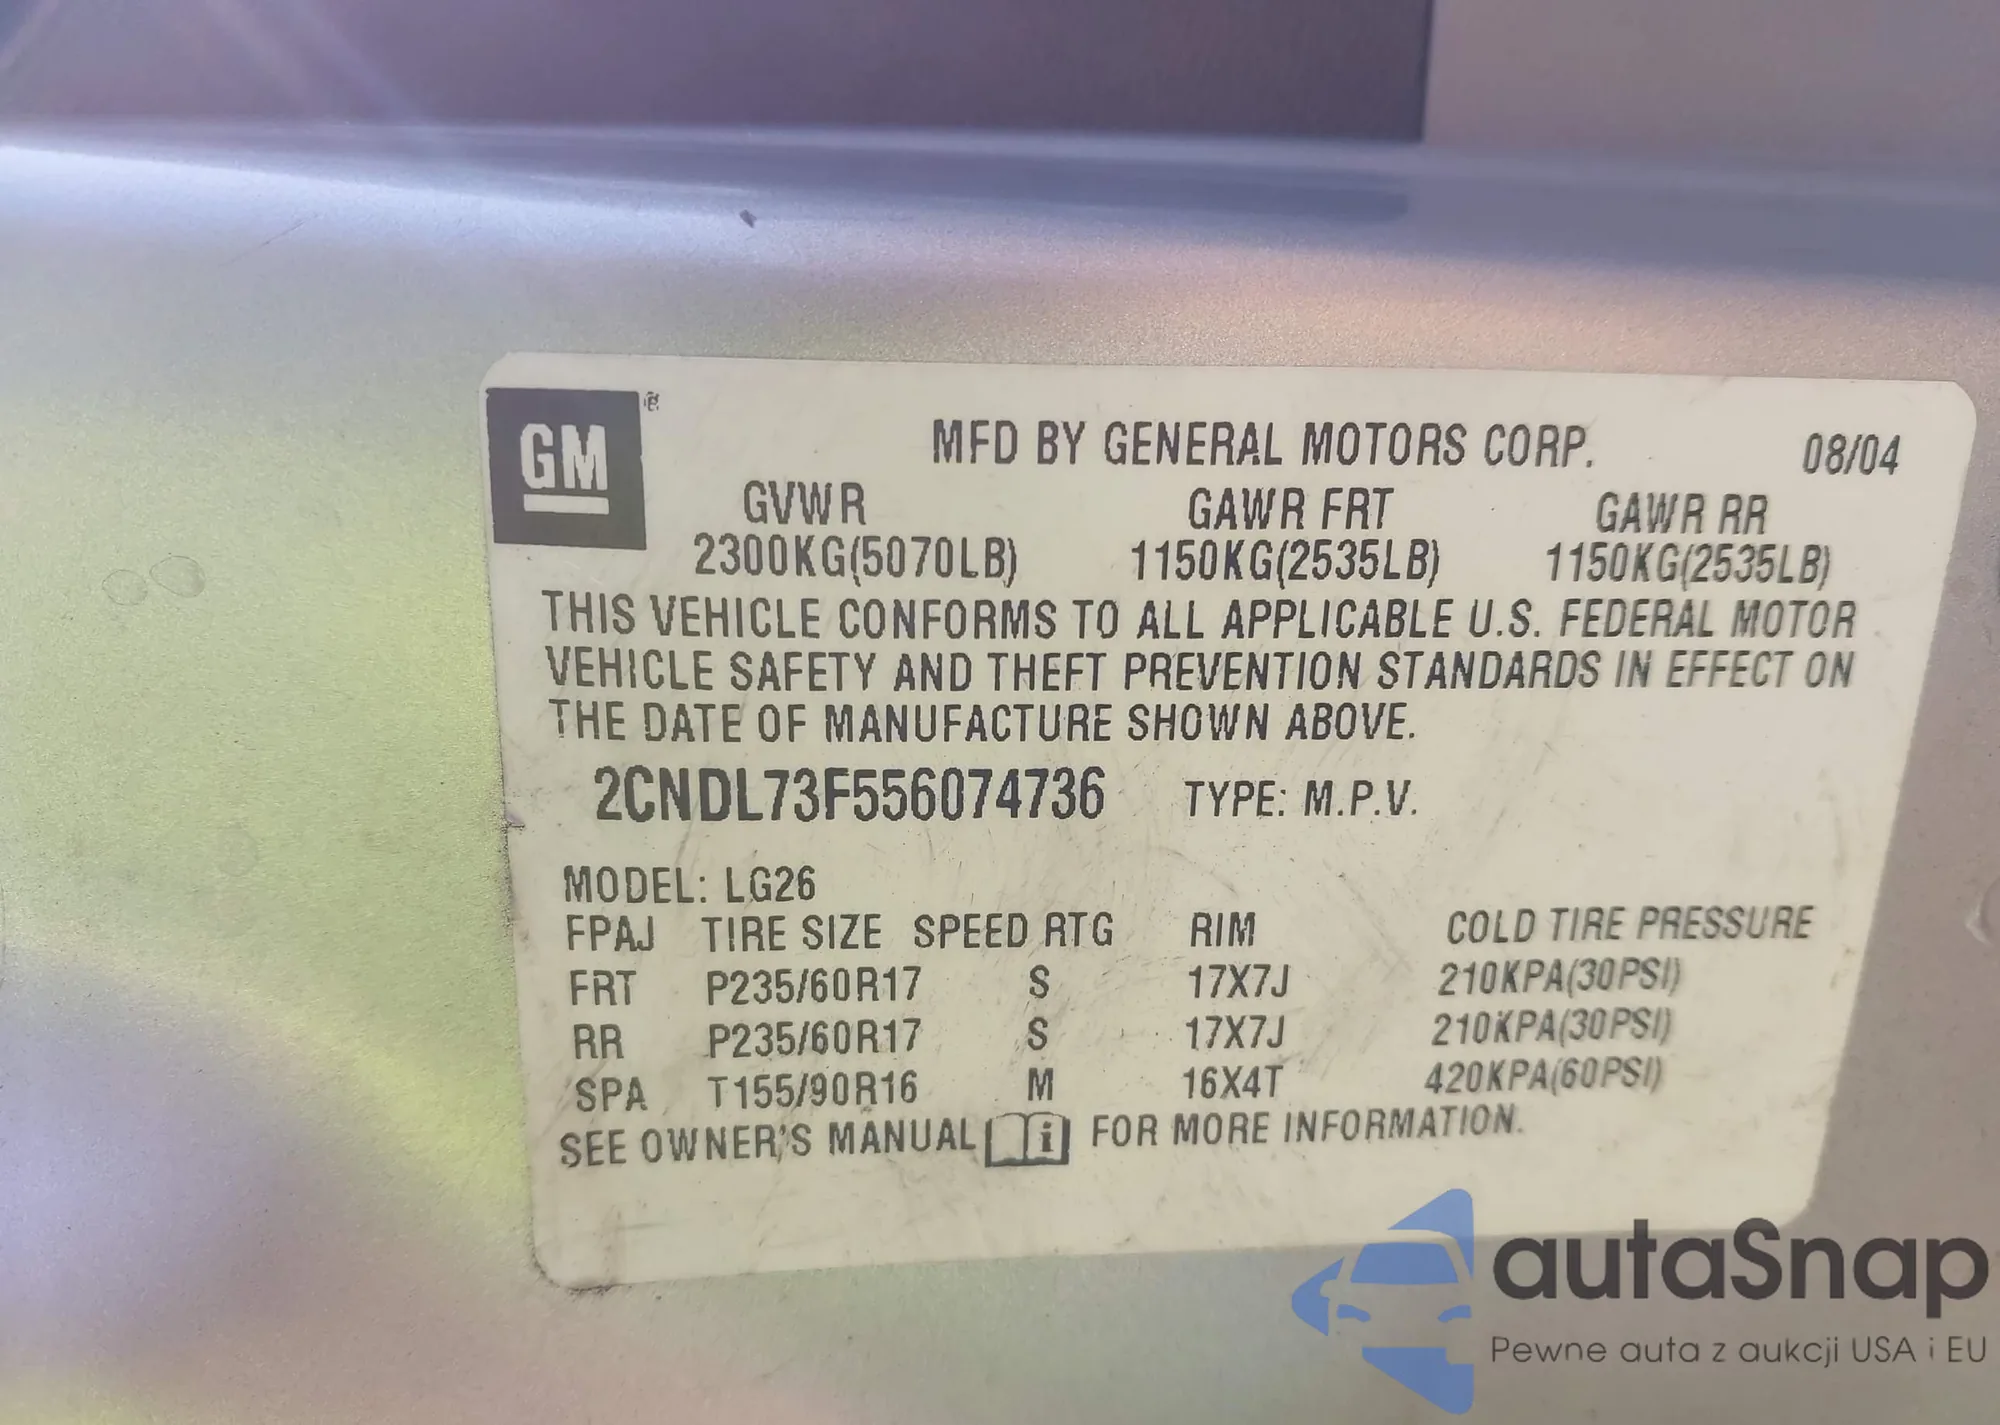 GM ®
MFD BY GENERAL MOTORS CORP. 08/04
GVWR GAWR FRT GAWR RR
2300KG(5070LB) 1150KG(2535LB) 1150KG(2535LB)
THIS VEHICLE CONFORMS TO ALL APPLICABLE U.S. FEDERAL MOTOR
VEHICLE SAFETY AND THEFT PREVENTION STANDARDS IN EFFECT ON
THE DATE OF MANUFACTURE SHOWN ABOVE.
2CNDL73F556074736 TYPE: M.P.V.
MODEL: LG26
FPAJ TIRE SIZE SPEED RTG RIM COLD TIRE PRESSURE
FRT P235/60R17 S 17X7J 210KPA(30PSI)
RR P235/60R17 S 17X7J 210KPA(30PSI)
SPA T155/90R16 M 16X4T 420KPA(60PSI)
SEE OWNER'S MANUAL i FOR MORE INFORMATION.
autaSnap
Pewne auta z aukcji USA i EU